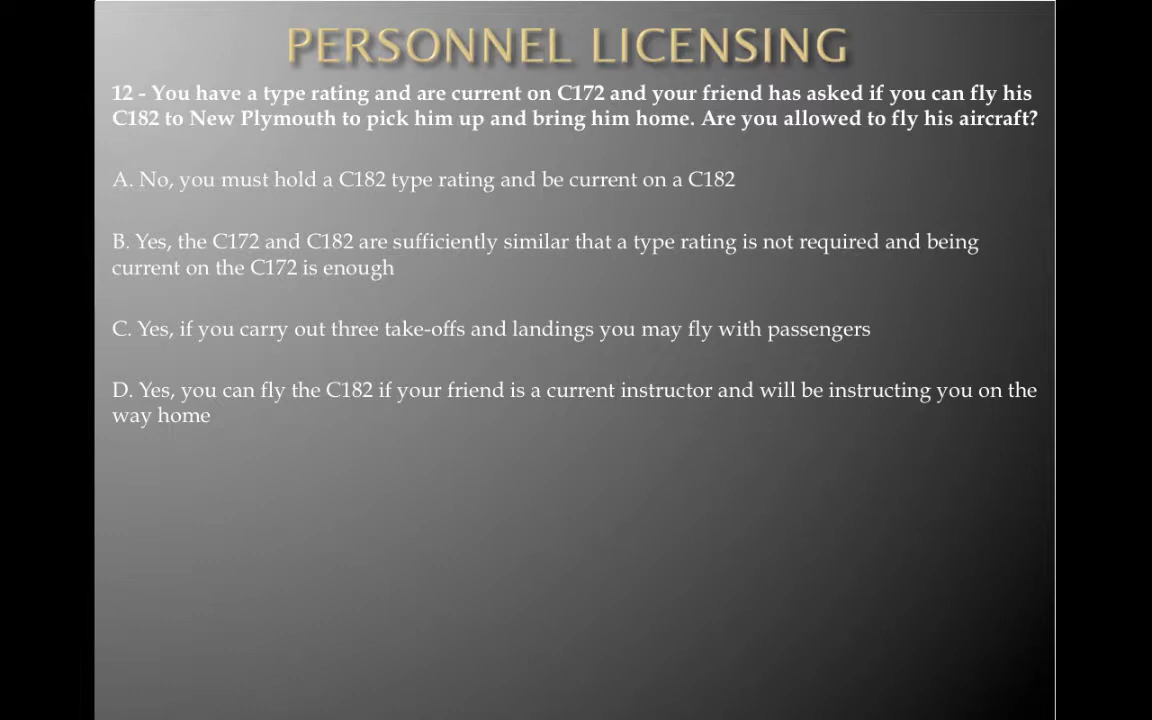 PERSONNEL LICENSING
12 - You have a type rating and are current on C172 and your friend has asked if you can fly his
C182 to New Plymouth to pick him up and bring him home. Are you allowed to fly his aircraft?
A. No, you must hold a C182 type rating and be current on a C182
B. Yes, the C172 and C182 are sufficiently similar that a type rating is not required and being
current on the C172 is enough
C. Yes, if you carry out three take-offs and landings you may fly with passengers
D. Yes, you can fly the C182 if your friend is a current instructor and will be instructing you on the
way home